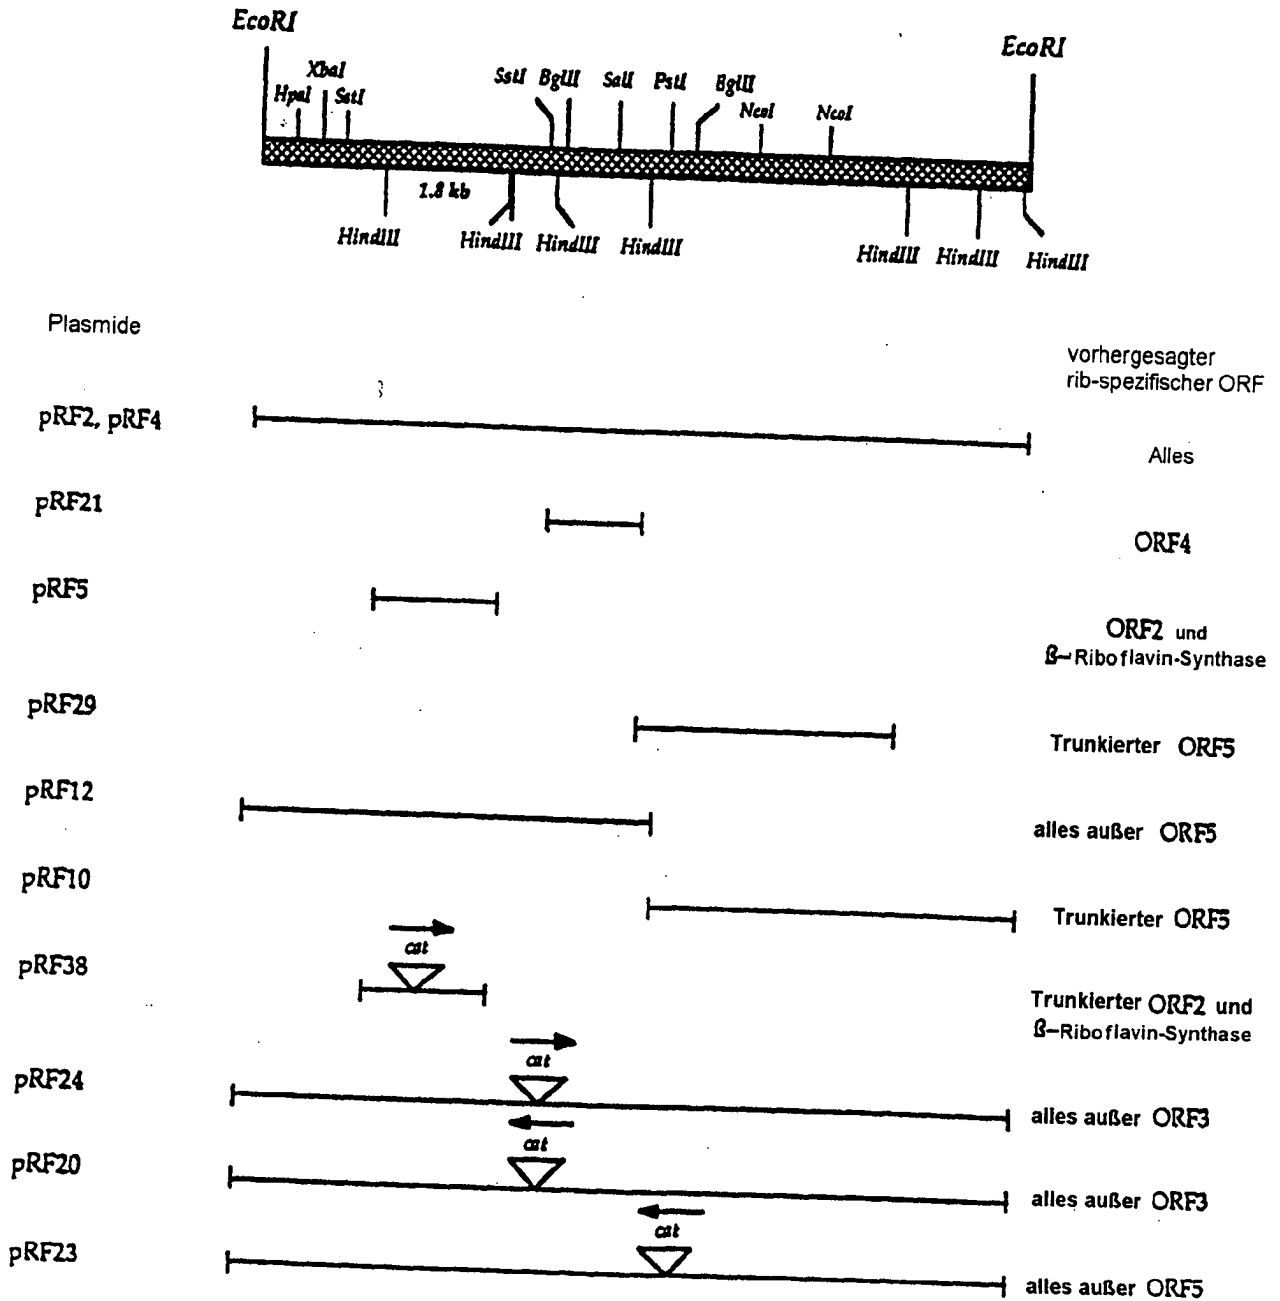 EcoRI
EcoRI
XbaI
HpaI SstI
SstI BglII SalI PstI BglII
NcoI NcoI
1.8 kb
HindIII HindIII HindIII HindIII HindIII HindIII HindIII
Plasmide
vorhergesagter
rib-spezifischer ORF
pRF2, pRF4
Alles
pRF21
ORF4
pRF5
ORF2 und
ß-Riboflavin-Synthase
pRF29
Trunkierter ORF5
pRF12
alles außer ORF5
pRF10
Trunkierter ORF5
cat
pRF38
Trunkierter ORF2 und
ß-Riboflavin-Synthase
cat
pRF24
alles außer ORF3
cat
pRF20
alles außer ORF3
cat
pRF23
alles außer ORF5